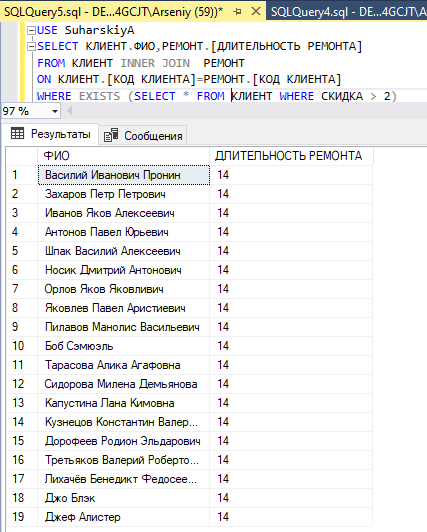 SQLQuery5.sql - DE...4GCJT\Arseniy (59))* SQLQuery4.sql - DE...4GCJT\A
USE SuharskiyA
SELECT КЛИЕНТ.ФИО,РЕМОНТ.[ДЛИТЕЛЬНОСТЬ РЕМОНТА]
FROM КЛИЕНТ INNER JOIN РЕМОНТ
ON КЛИЕНТ.[КОД КЛИЕНТА]=РЕМОНТ.[КОД КЛИЕНТА]
WHERE EXISTS (SELECT * FROM КЛИЕНТ WHERE СКИДКА > 2)
97 %
Результаты Сообщения
ФИО ДЛИТЕЛЬНОСТЬ РЕМОНТА
1 Василий Иванович Пронин 14
2 Захаров Петр Петрович 14
3 Иванов Яков Алексеевич 14
4 Антонов Павел Юрьевич 14
5 Шпак Василий Алексеевич 14
6 Носик Дмитрий Антонович 14
7 Орлов Яков Яковливич 14
8 Яковлев Павел Аристиевич 14
9 Пилавов Манолис Васильевич 14
10 Боб Сэмюэль 14
11 Тарасова Алика Агафовна 14
12 Сидорова Милена Демьянова 14
13 Капустина Лана Кимовна 14
14 Кузнецов Константин Валер... 14
15 Дорофеев Родион Эльдарович 14
16 Третьяков Валерий Роберто... 14
17 Лихачёв Бенедикт Федосее... 14
18 Джо Блэк 14
19 Джеф Алистер 14